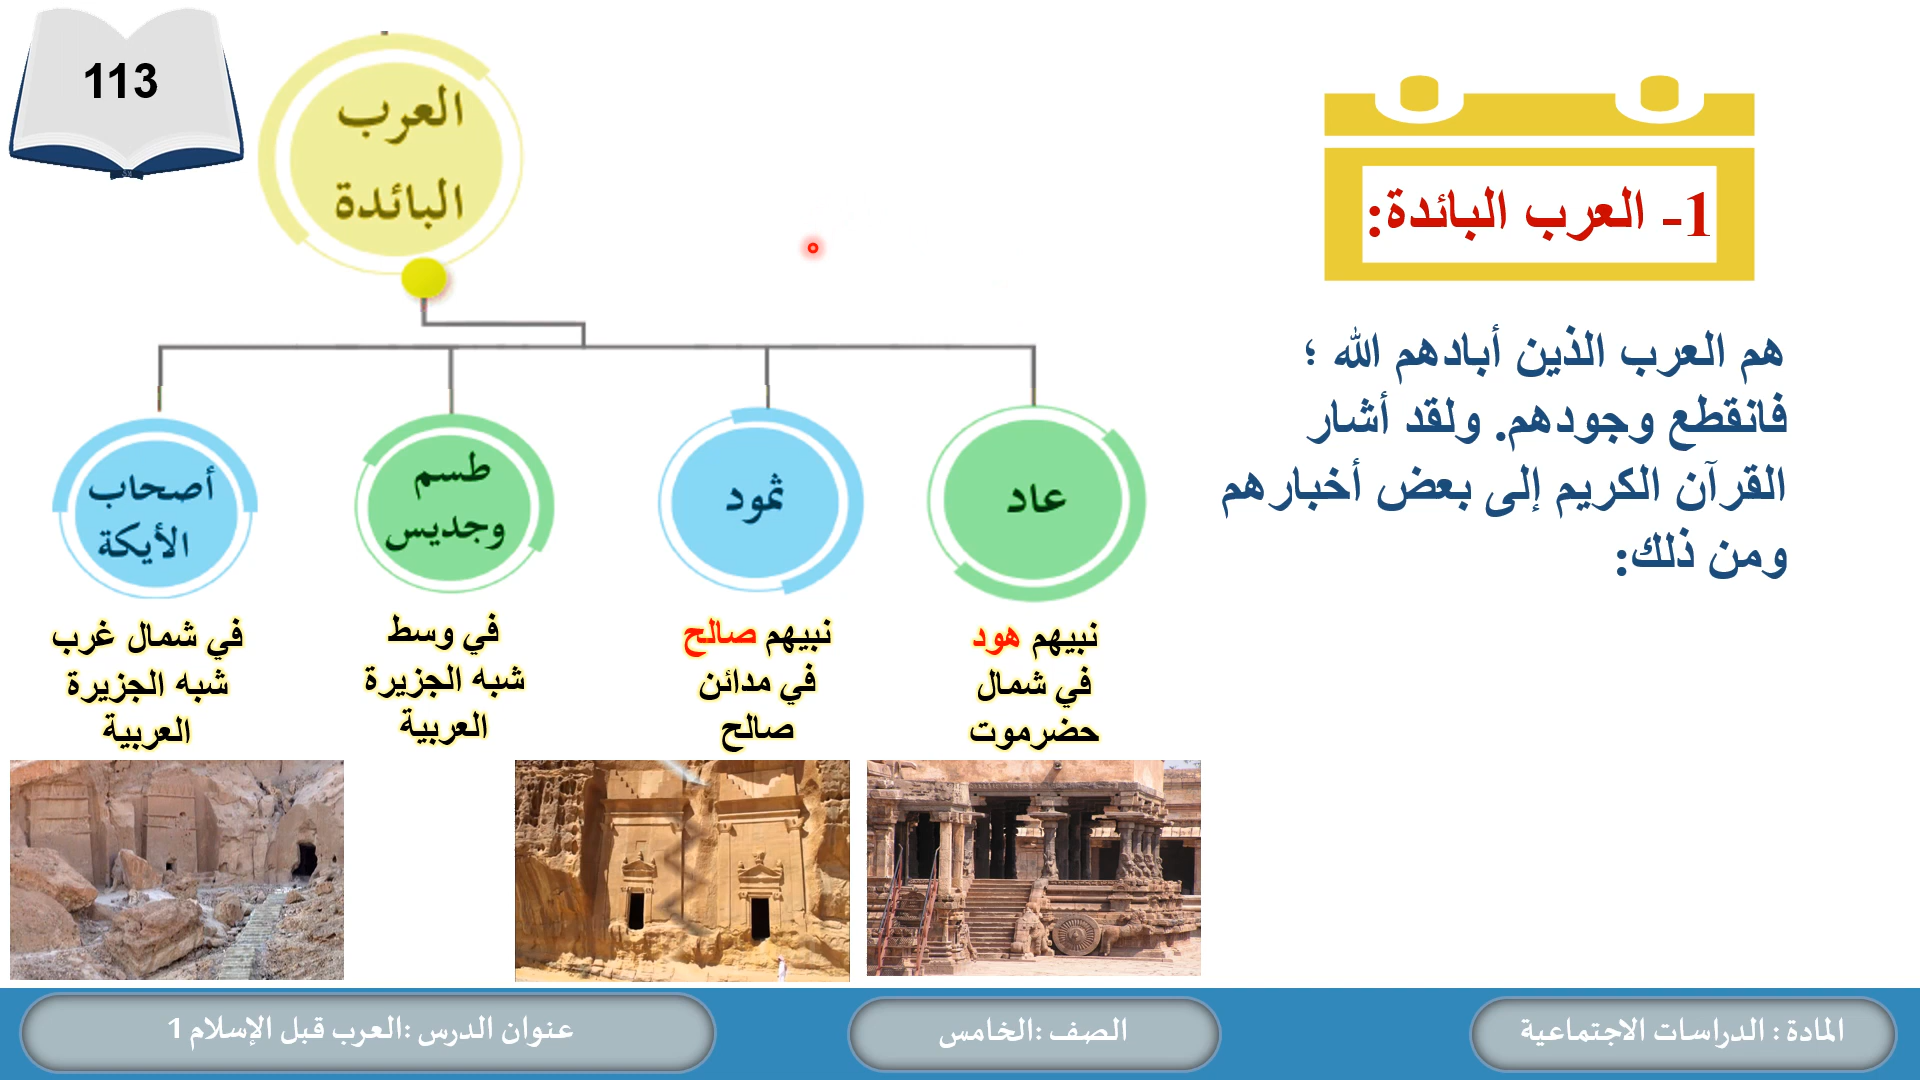 113
1- العرب البائدة:
هم العرب الذين أبادهم الله ؛
فانقطع وجودهم. ولقد أشار
القرآن الكريم إلى بعض أخبارهم
ومن ذلك:
العرب
البائدة
عاد
نبيهم هود
في شمال
حضرموت
ثمود
نبيهم صالح
في مدائن
صالح
طسم
وجديس
في وسط
شبه الجزيرة
العربية
أصحاب
الأيكة
في شمال غرب
شبه الجزيرة
العربية
المادة : الدراسات الاجتماعية
الصف :الخامس
عنوان الدرس :العرب قبل الإسلام 1